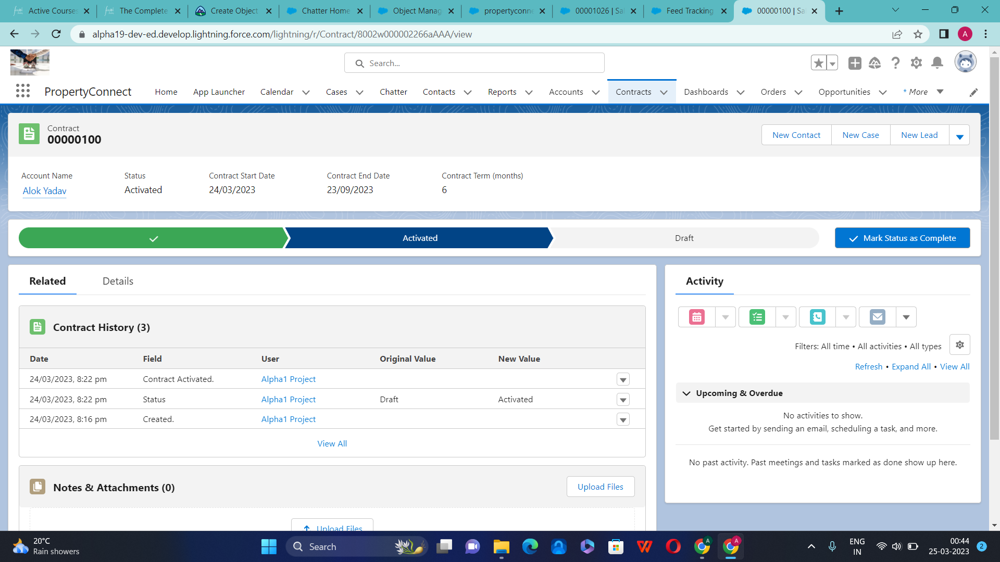 Active Courses
The Complete
Create Object
Chatter Home
Object Manag
propertyconne
00001026 | Sal
Feed Tracking
00000100 | Sal
alpha19-dev-ed.develop.lightning.force.com/lightning/r/Contract/8002w000002266aAAA/view
A
Search...
PropertyConnect
Home
App Launcher
Calendar
Cases
Chatter
Contacts
Reports
Accounts
Contracts
Dashboards
Orders
Opportunities
* More
Contract
00000100
New Contact
New Case
New Lead
Account Name
Status
Contract Start Date
Contract End Date
Contract Term (months)
Alok Yadav
Activated
24/03/2023
23/09/2023
6
Activated
Draft
Mark Status as Complete
Related
Details
Contract History (3)
Date Field User Original Value New Value
24/03/2023, 8:22 pm Contract Activated. Alpha1 Project
24/03/2023, 8:22 pm Status Alpha1 Project Draft Activated
24/03/2023, 8:16 pm Created. Alpha1 Project
View All
Notes & Attachments (0)
Upload Files
Upload Files
Activity
Filters: All time • All activities • All types
Refresh • Expand All • View All
Upcoming & Overdue
No activities to show.
Get started by sending an email, scheduling a task, and more.
No past activity. Past meetings and tasks marked as done show up here.
20°C
Rain showers
Search
A
A
ENG
IN
00:44
25-03-2023
2